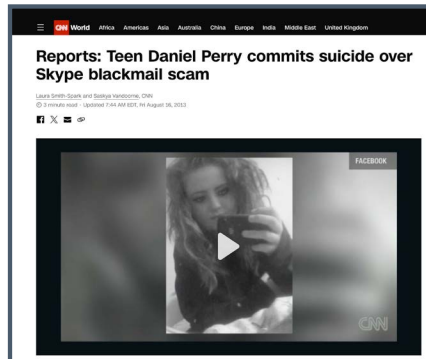 CNN World Africa Americas Asia Australia China Europe India Middle East United Kingdom
Reports: Teen Daniel Perry commits suicide over
Skype blackmail scam
Laura Smith-Spark and Saskya Vandoorne, CNN
3 minute read · Updated 7:44 AM EDT, Fri August 16, 2013
FACEBOOK
CNN